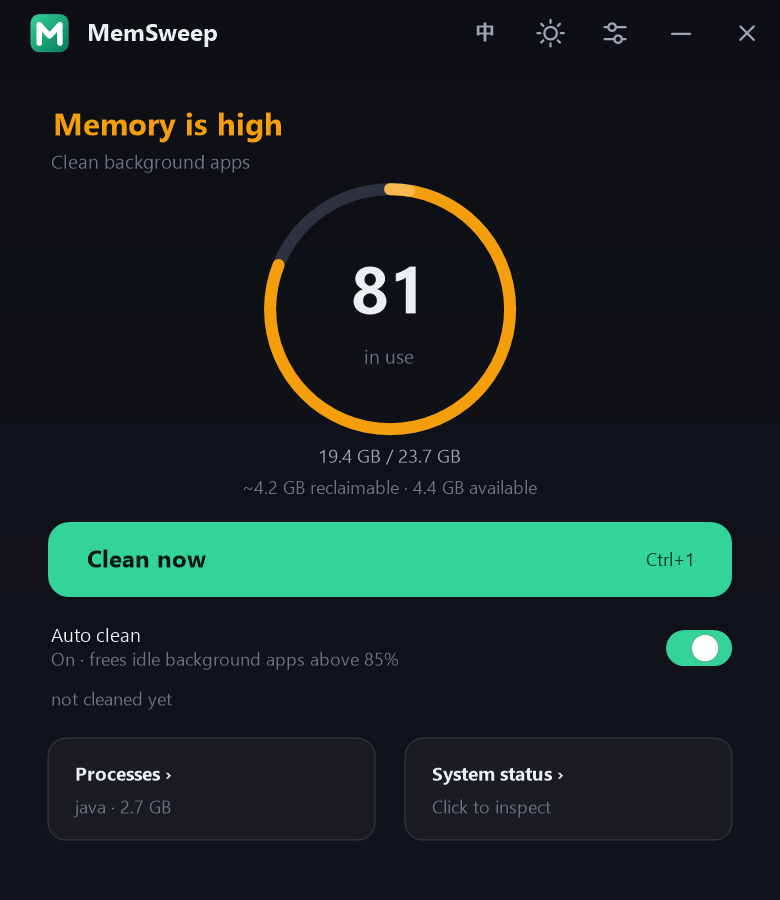 MemSweep
中
Memory is high
Clean background apps
81
in use
19.4 GB / 23.7 GB
~4.2 GB reclaimable · 4.4 GB available
Clean now
Ctrl+1
Auto clean
On · frees idle background apps above 85%
not cleaned yet
Processes ›
java · 2.7 GB
System status ›
Click to inspect